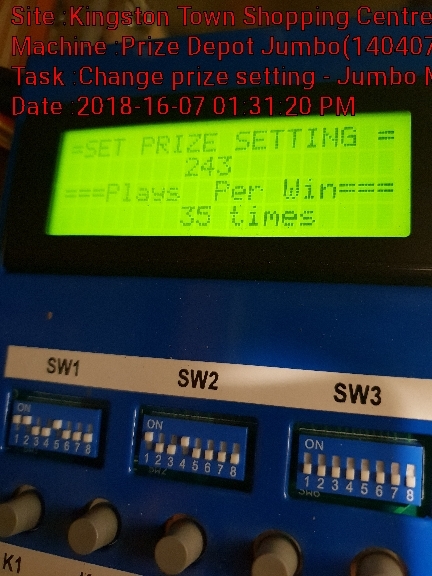 Site :Kingston Town Shopping Centre
Machine :Prize Depot Jumbo(140407
Task :Change prize setting - Jumbo M
Date :2018-16-07 01 31 20 PM
=SET PRIZE SETTING =
243
===Plays Per Win===
35 times
SW1 SW2 SW3
ON ON ON
1 2 3 4 5 6 7 8 1 2 3 4 5 6 7 8 1 2 3 4 5 6 7 8
K1